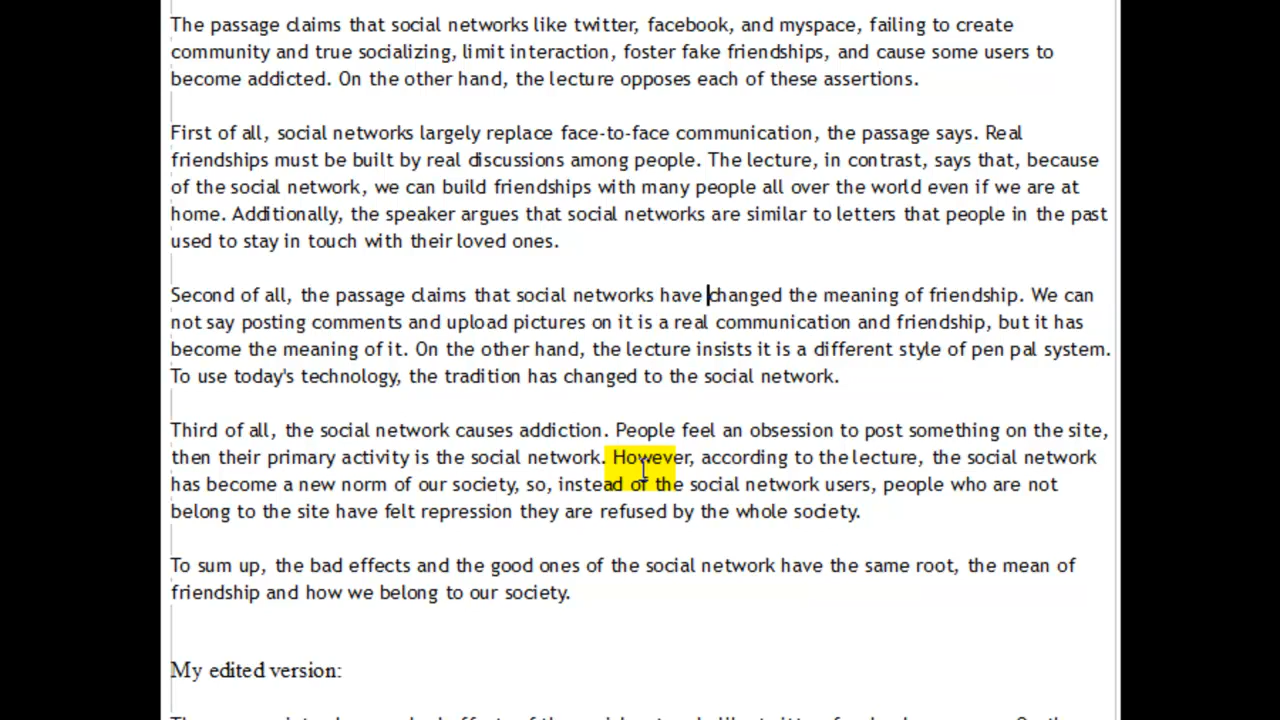 The passage claims that social networks like twitter, facebook, and myspace, failing to create
community and true socializing, limit interaction, foster fake friendships, and cause some users to
become addicted. On the other hand, the lecture opposes each of these assertions.
First of all, social networks largely replace face-to-face communication, the passage says. Real
friendships must be built by real discussions among people. The lecture, in contrast, says that, because
of the social network, we can build friendships with many people all over the world even if we are at
home. Additionally, the speaker argues that social networks are similar to letters that people in the past
used to stay in touch with their loved ones.
Second of all, the passage claims that social networks have changed the meaning of friendship. We can
not say posting comments and upload pictures on it is a real communication and friendship, but it has
become the meaning of it. On the other hand, the lecture insists it is a different style of pen pal system.
To use today's technology, the tradition has changed to the social network.
Third of all, the social network causes addiction. People feel an obsession to post something on the site,
then their primary activity is the social network. However, according to the lecture, the social network
has become a new norm of our society, so, instead of the social network users, people who are not
belong to the site have felt repression they are refused by the whole society.
To sum up, the bad effects and the good ones of the social network have the same root, the mean of
friendship and how we belong to our society.
My edited version: